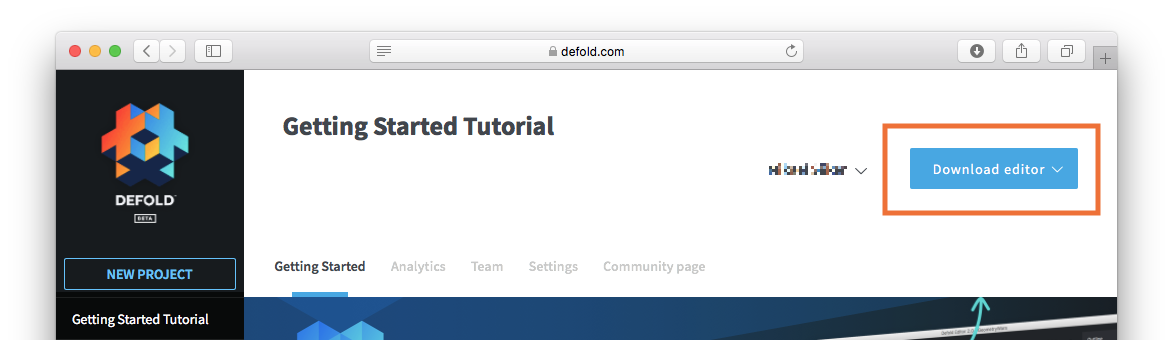 defold.com
DEFOLD
BETA
NEW PROJECT
Getting Started Tutorial
Getting Started Tutorial
Download editor
Getting Started
Analytics
Team
Settings
Community page